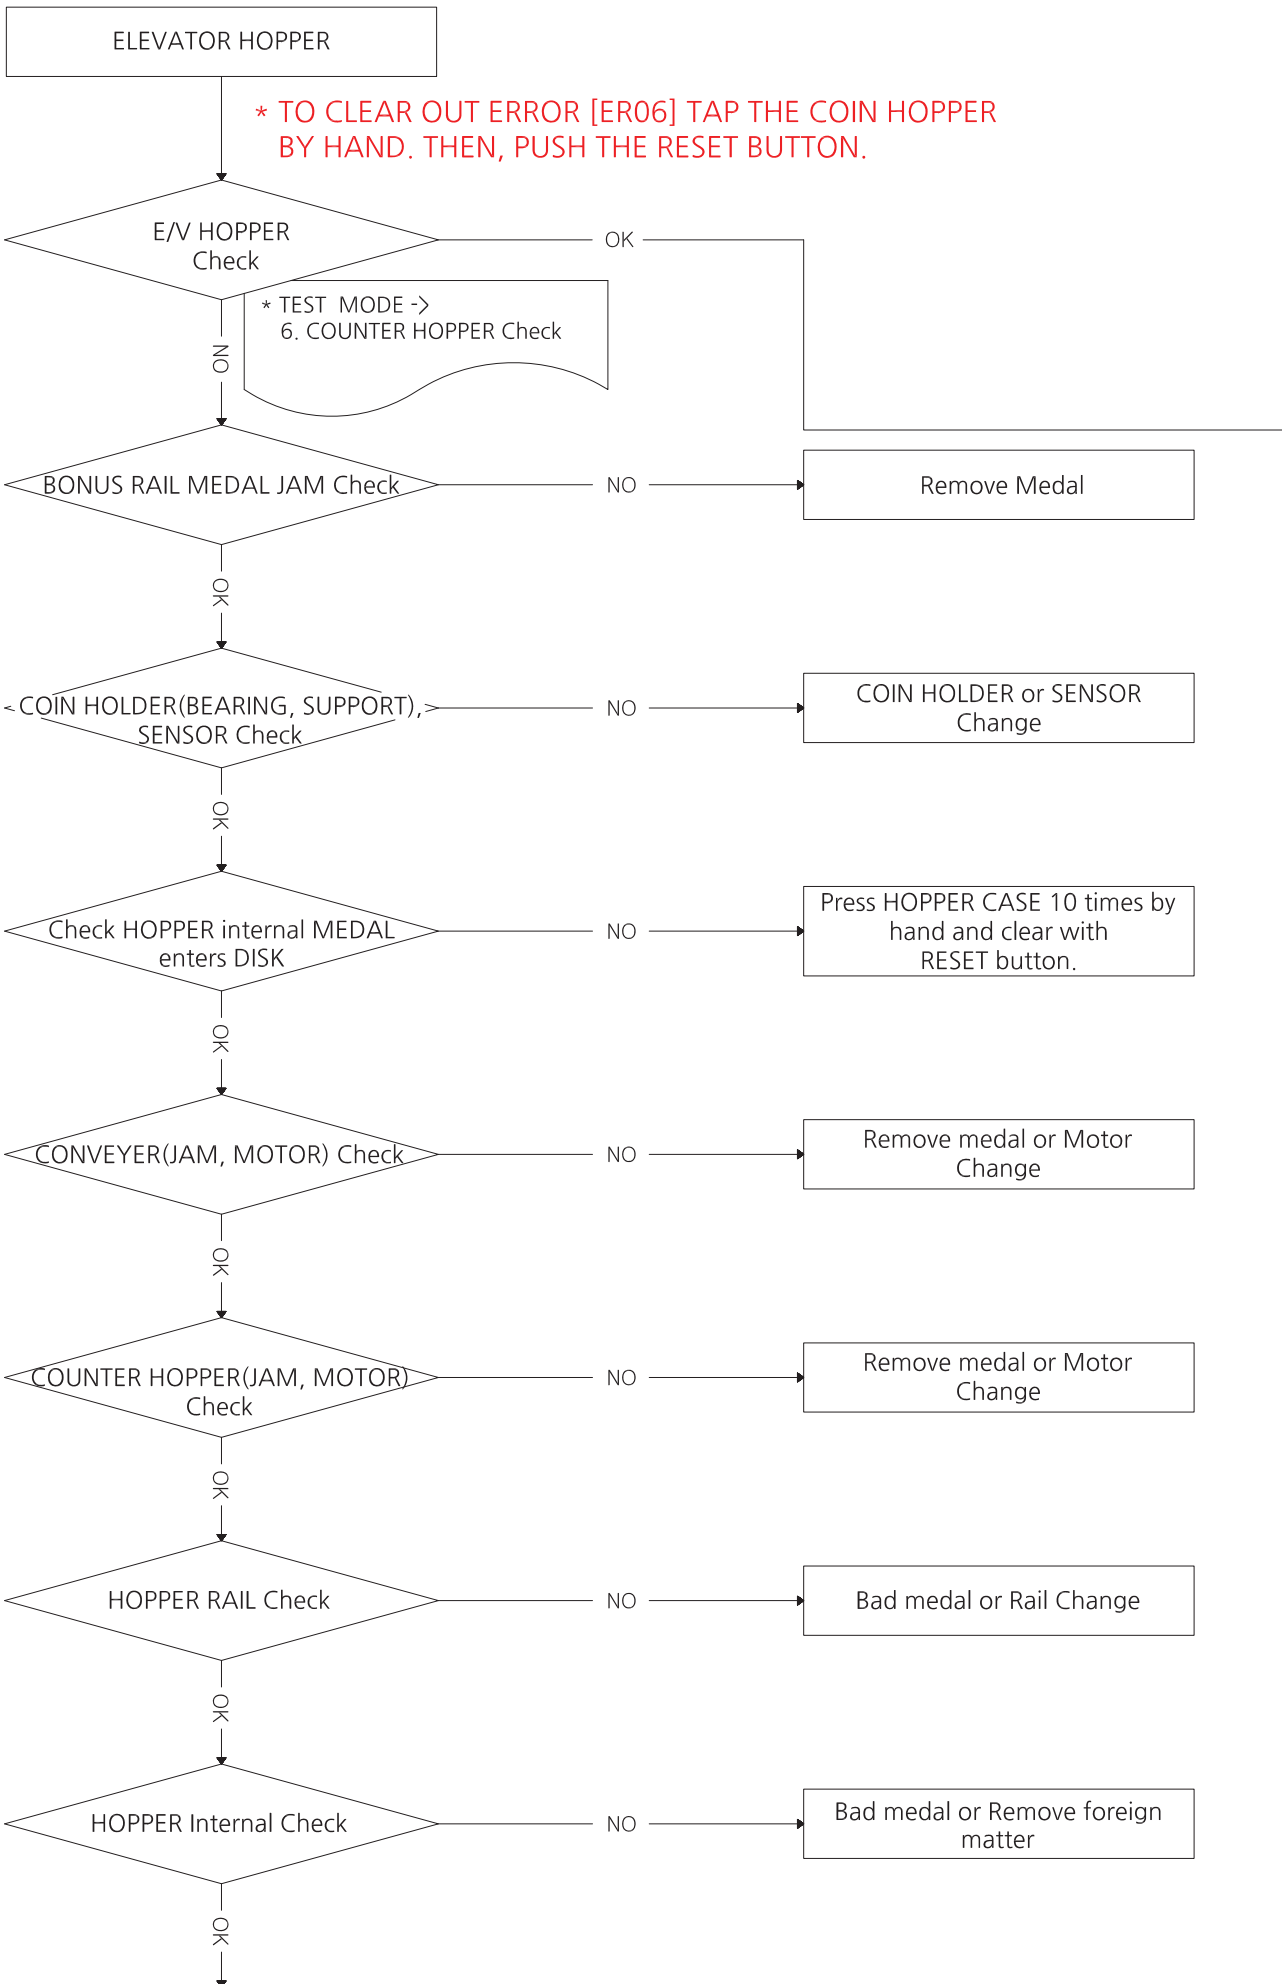 ELEVATOR HOPPER
* TO CLEAR OUT ERROR [ER06] TAP THE COIN HOPPER
BY HAND. THEN, PUSH THE RESET BUTTON.
E/V HOPPER
Check
OK
* TEST MODE ->
6. COUNTER HOPPER Check
NO
BONUS RAIL MEDAL JAM Check
NO
Remove Medal
OK
COIN HOLDER(BEARING, SUPPORT),
SENSOR Check
NO
COIN HOLDER or SENSOR
Change
OK
Check HOPPER internal MEDAL
enters DISK
NO
Press HOPPER CASE 10 times by
hand and clear with
RESET button.
OK
CONVEYER(JAM, MOTOR) Check
NO
Remove medal or Motor
Change
OK
COUNTER HOPPER(JAM, MOTOR)
Check
NO
Remove medal or Motor
Change
OK
HOPPER RAIL Check
NO
Bad medal or Rail Change
OK
HOPPER Internal Check
NO
Bad medal or Remove foreign
matter
OK